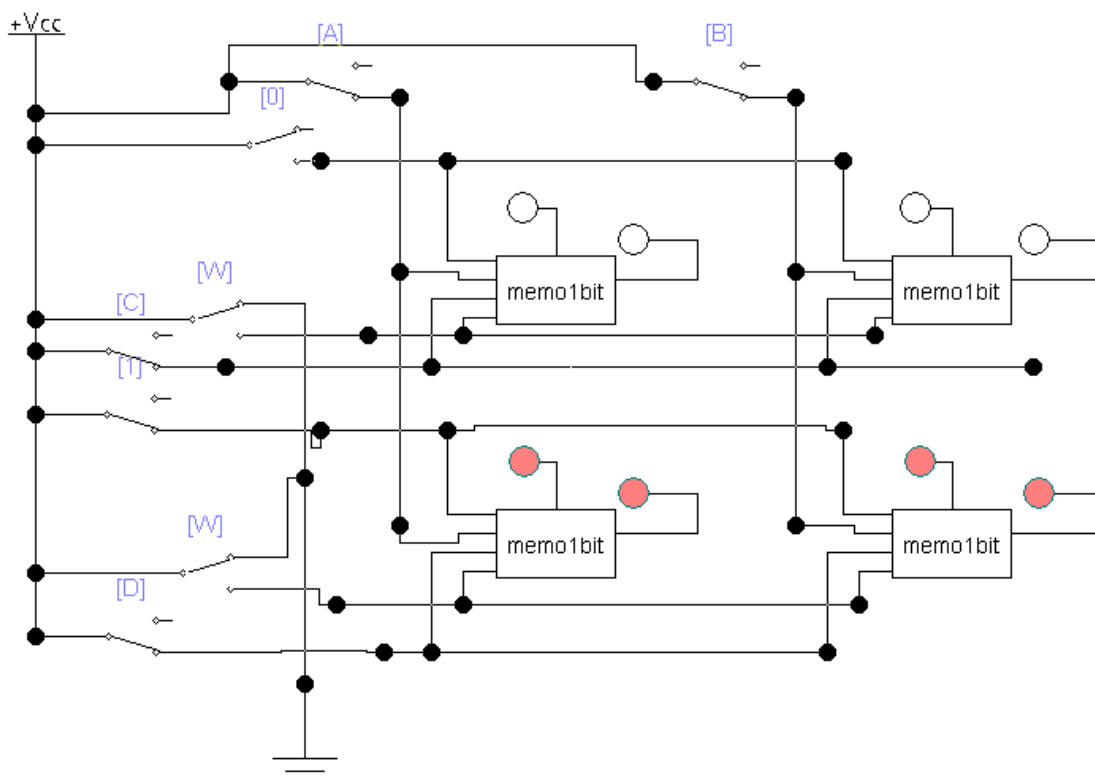 +Vcc
[A]
[B]
[0]
[W]
memo1bit
memo1bit
[C]
[1]
memo1bit
memo1bit
[W]
[D]